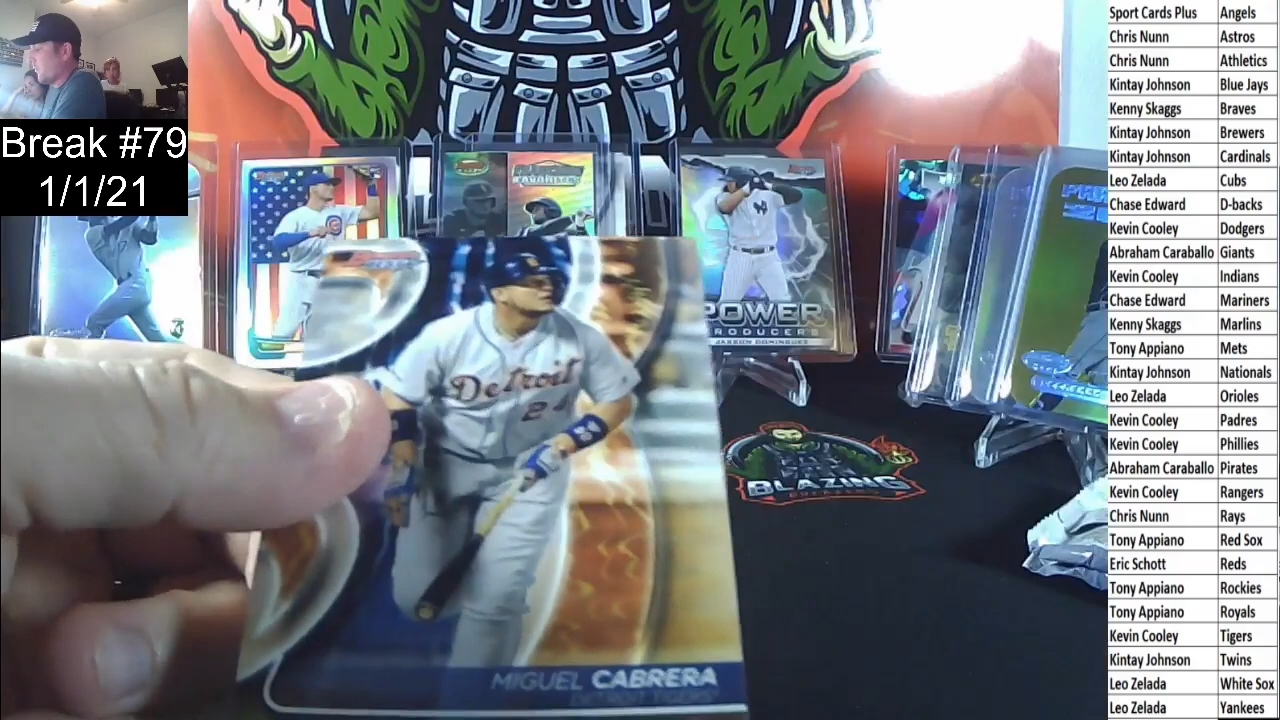 Break #79
1/1/21
Detroit
24
MIGUEL CABRERA
DETROIT TIGERS
POWER
PRODUCERS
JASSON DOMINGUEZ
BLAZING
BREAKERS
Sport Cards Plus Angels
Chris Nunn Astros
Chris Nunn Athletics
Kintay Johnson Blue Jays
Kenny Skaggs Braves
Kintay Johnson Brewers
Kintay Johnson Cardinals
Leo Zelada Cubs
Chase Edward D-backs
Kevin Cooley Dodgers
Abraham Caraballo Giants
Kevin Cooley Indians
Chase Edward Mariners
Kenny Skaggs Marlins
Tony Appiano Mets
Kintay Johnson Nationals
Leo Zelada Orioles
Kevin Cooley Padres
Kevin Cooley Phillies
Abraham Caraballo Pirates
Kevin Cooley Rangers
Chris Nunn Rays
Tony Appiano Red Sox
Eric Schott Reds
Tony Appiano Rockies
Tony Appiano Royals
Kevin Cooley Tigers
Kintay Johnson Twins
Leo Zelada White Sox
Leo Zelada Yankees